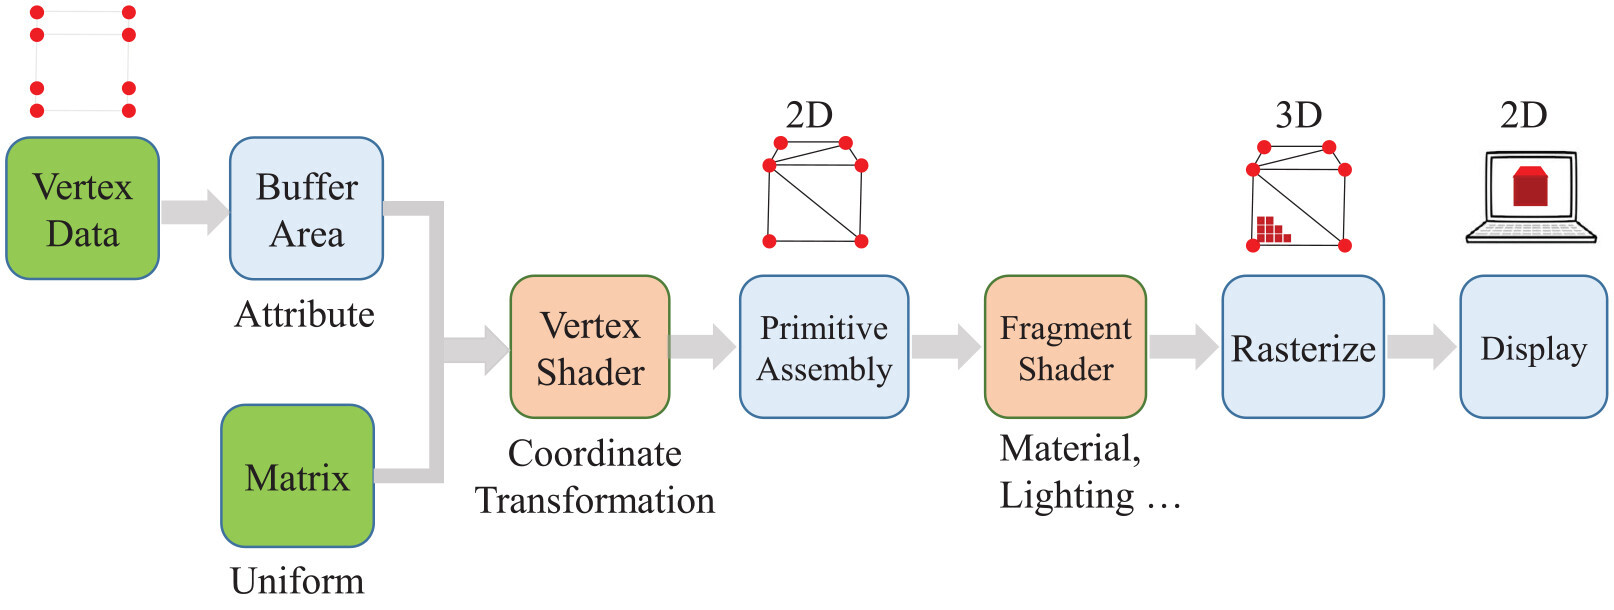 2D
3D
2D
Vertex
Data
Buffer
Area
Attribute
Vertex
Shader
Primitive
Assembly
Fragment
Shader
Rasterize
Display
Matrix
Uniform
Coordinate
Transformation
Material,
Lighting …